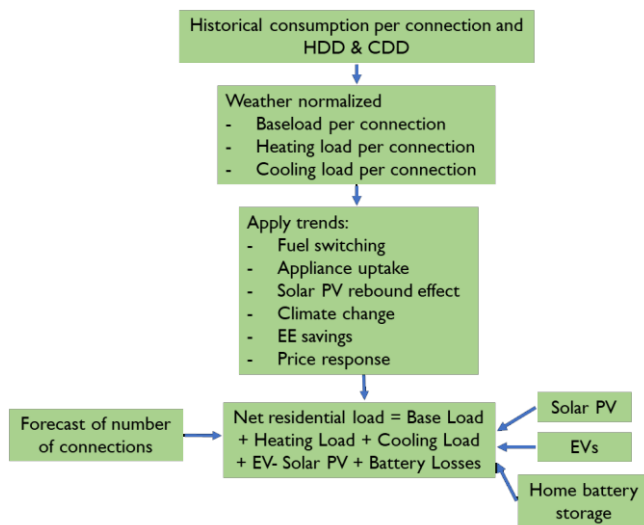 Historical consumption per connection and
HDD & CDD
Weather normalized
- Baseload per connection
- Heating load per connection
- Cooling load per connection
Apply trends:
- Fuel switching
- Appliance uptake
- Solar PV rebound effect
- Climate change
- EE savings
- Price response
Forecast of number
of connections
Net residential load = Base Load
+ Heating Load + Cooling Load
+ EV- Solar PV + Battery Losses
Solar PV
EVs
Home battery
storage